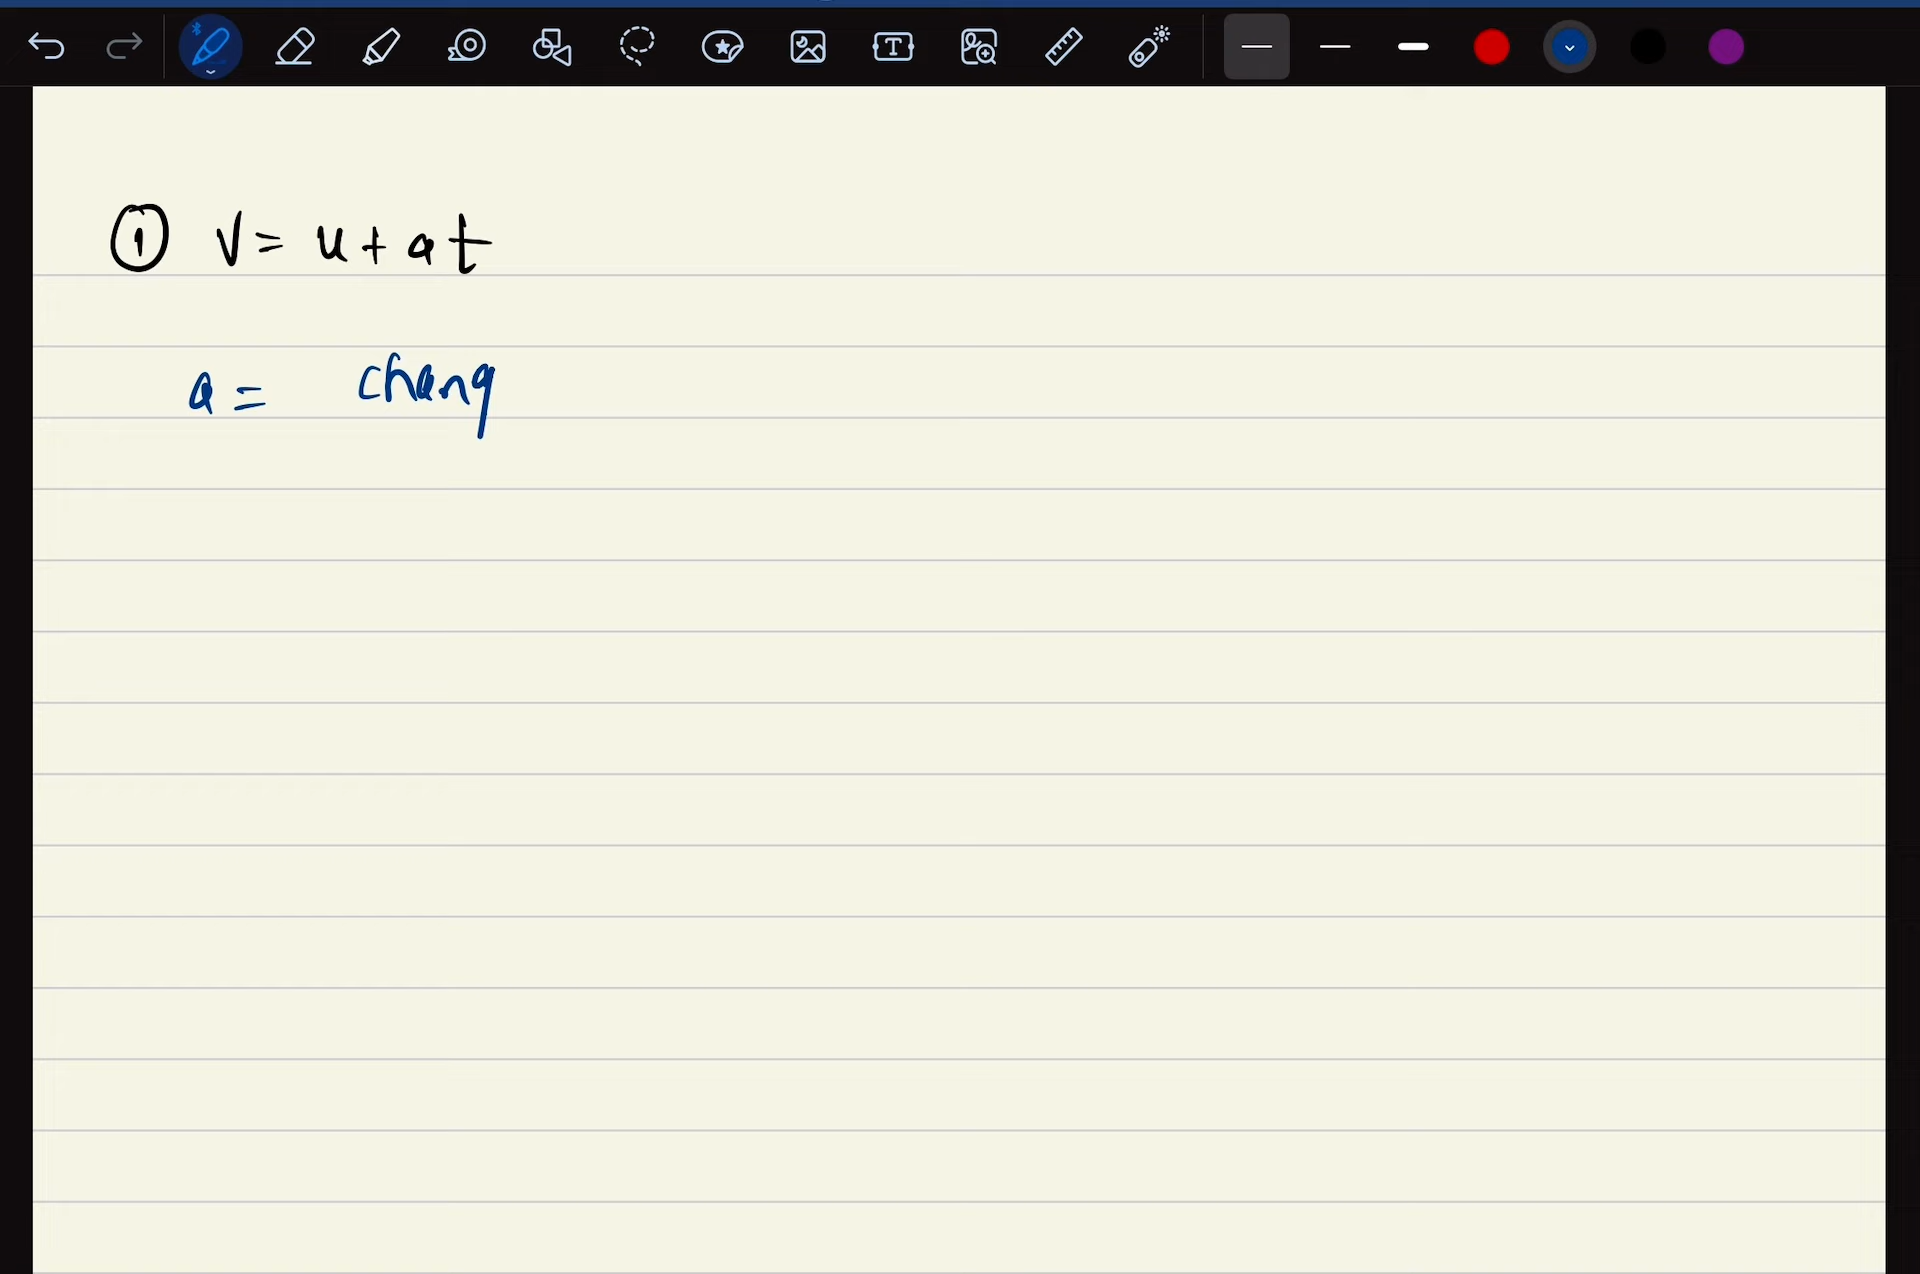 ① v = u + at
a = chang